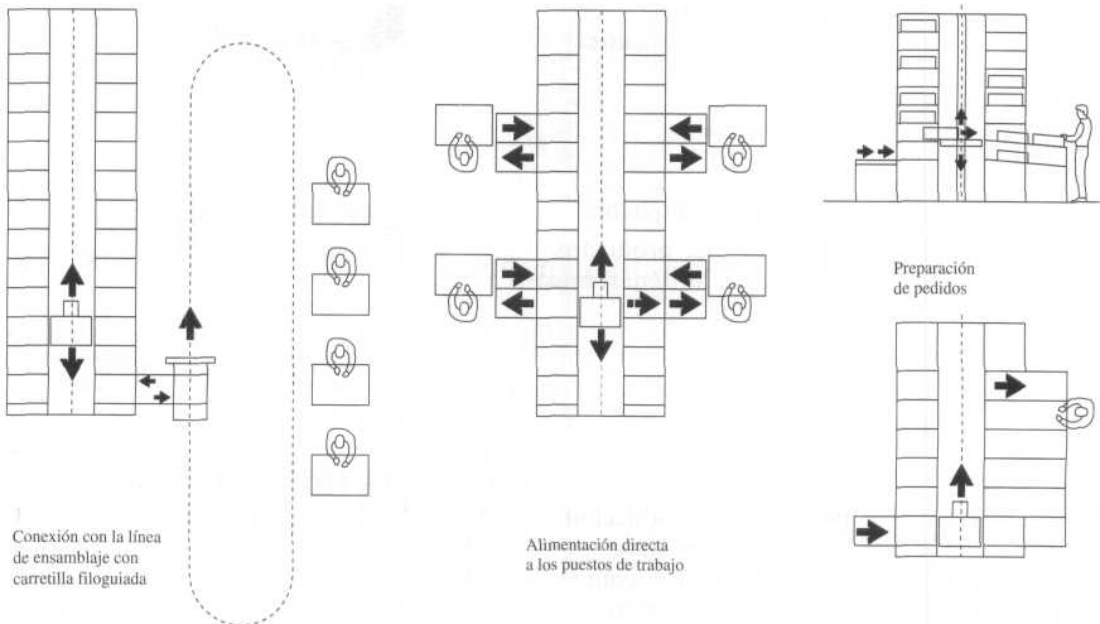 Conexión con la línea
de ensamblaje con
carretilla filoguiada
Alimentación directa
a los puestos de trabajo
Preparación
de pedidos